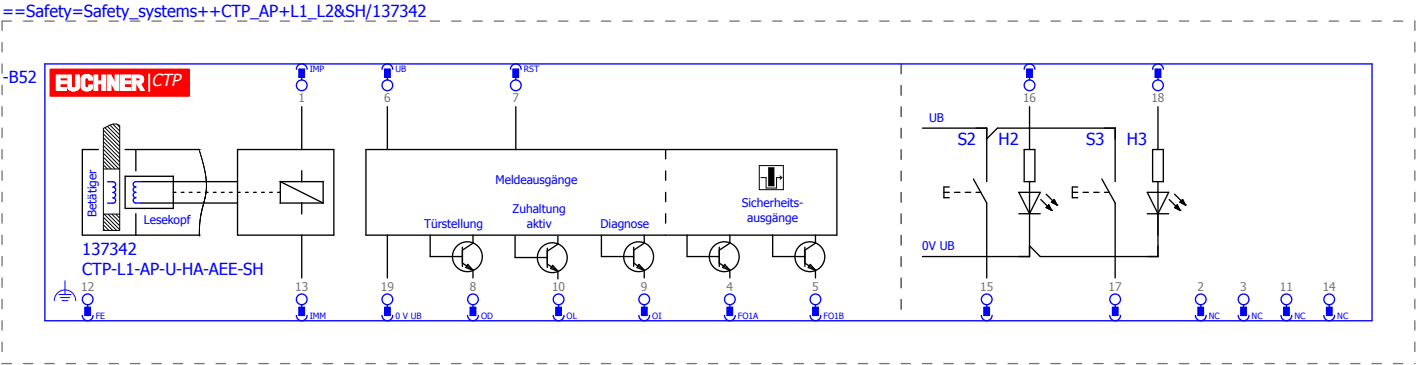 ==Safety=Safety_systems++CTP_AP+L1_L2&SH/137342
-B52
EUCHNER|CTP
IMP
UB
RST
1
6
7
16
18
UB
S2
H2
S3
H3
E
E
Betätiger
Lesekopf
Meldeausgänge
Türstellung
Zuhaltung
aktiv
Diagnose
Sicherheits-
ausgänge
0V UB
137342
CTP-L1-AP-U-HA-AEE-SH
12
13
19
8
10
9
4
5
15
17
2
3
11
14
FE
IMM
0 V UB
OD
OL
OI
FO1A
FO1B
NC
NC
NC
NC